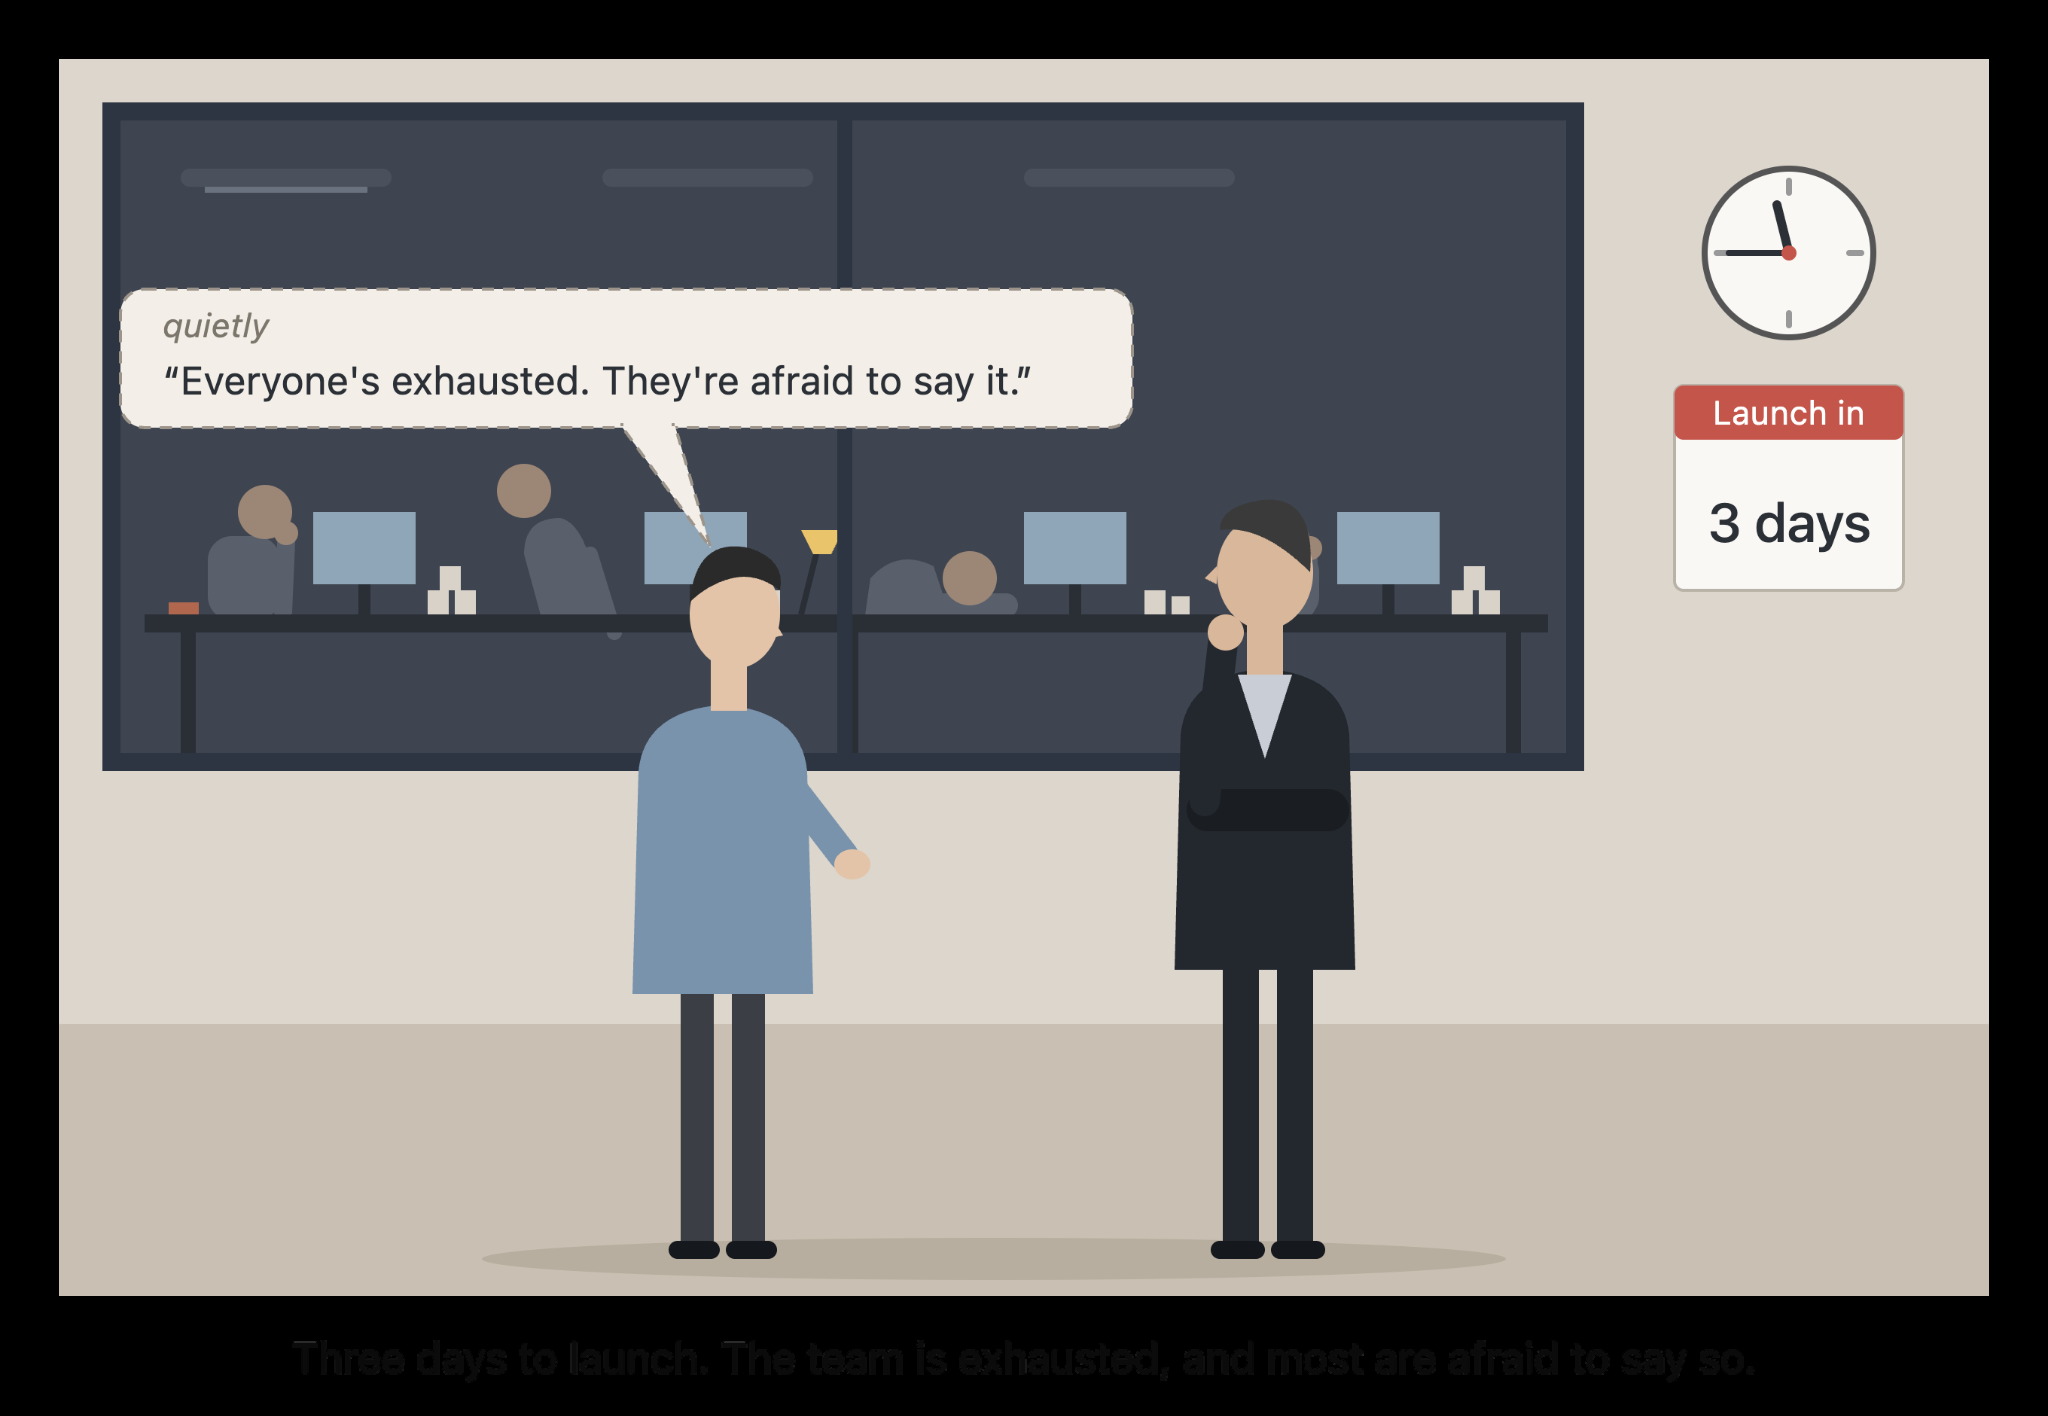 quietly
“Everyone's exhausted. They're afraid to say it.”
Launch in
3 days
Three days to launch. The team is exhausted, and most are afraid to say so.